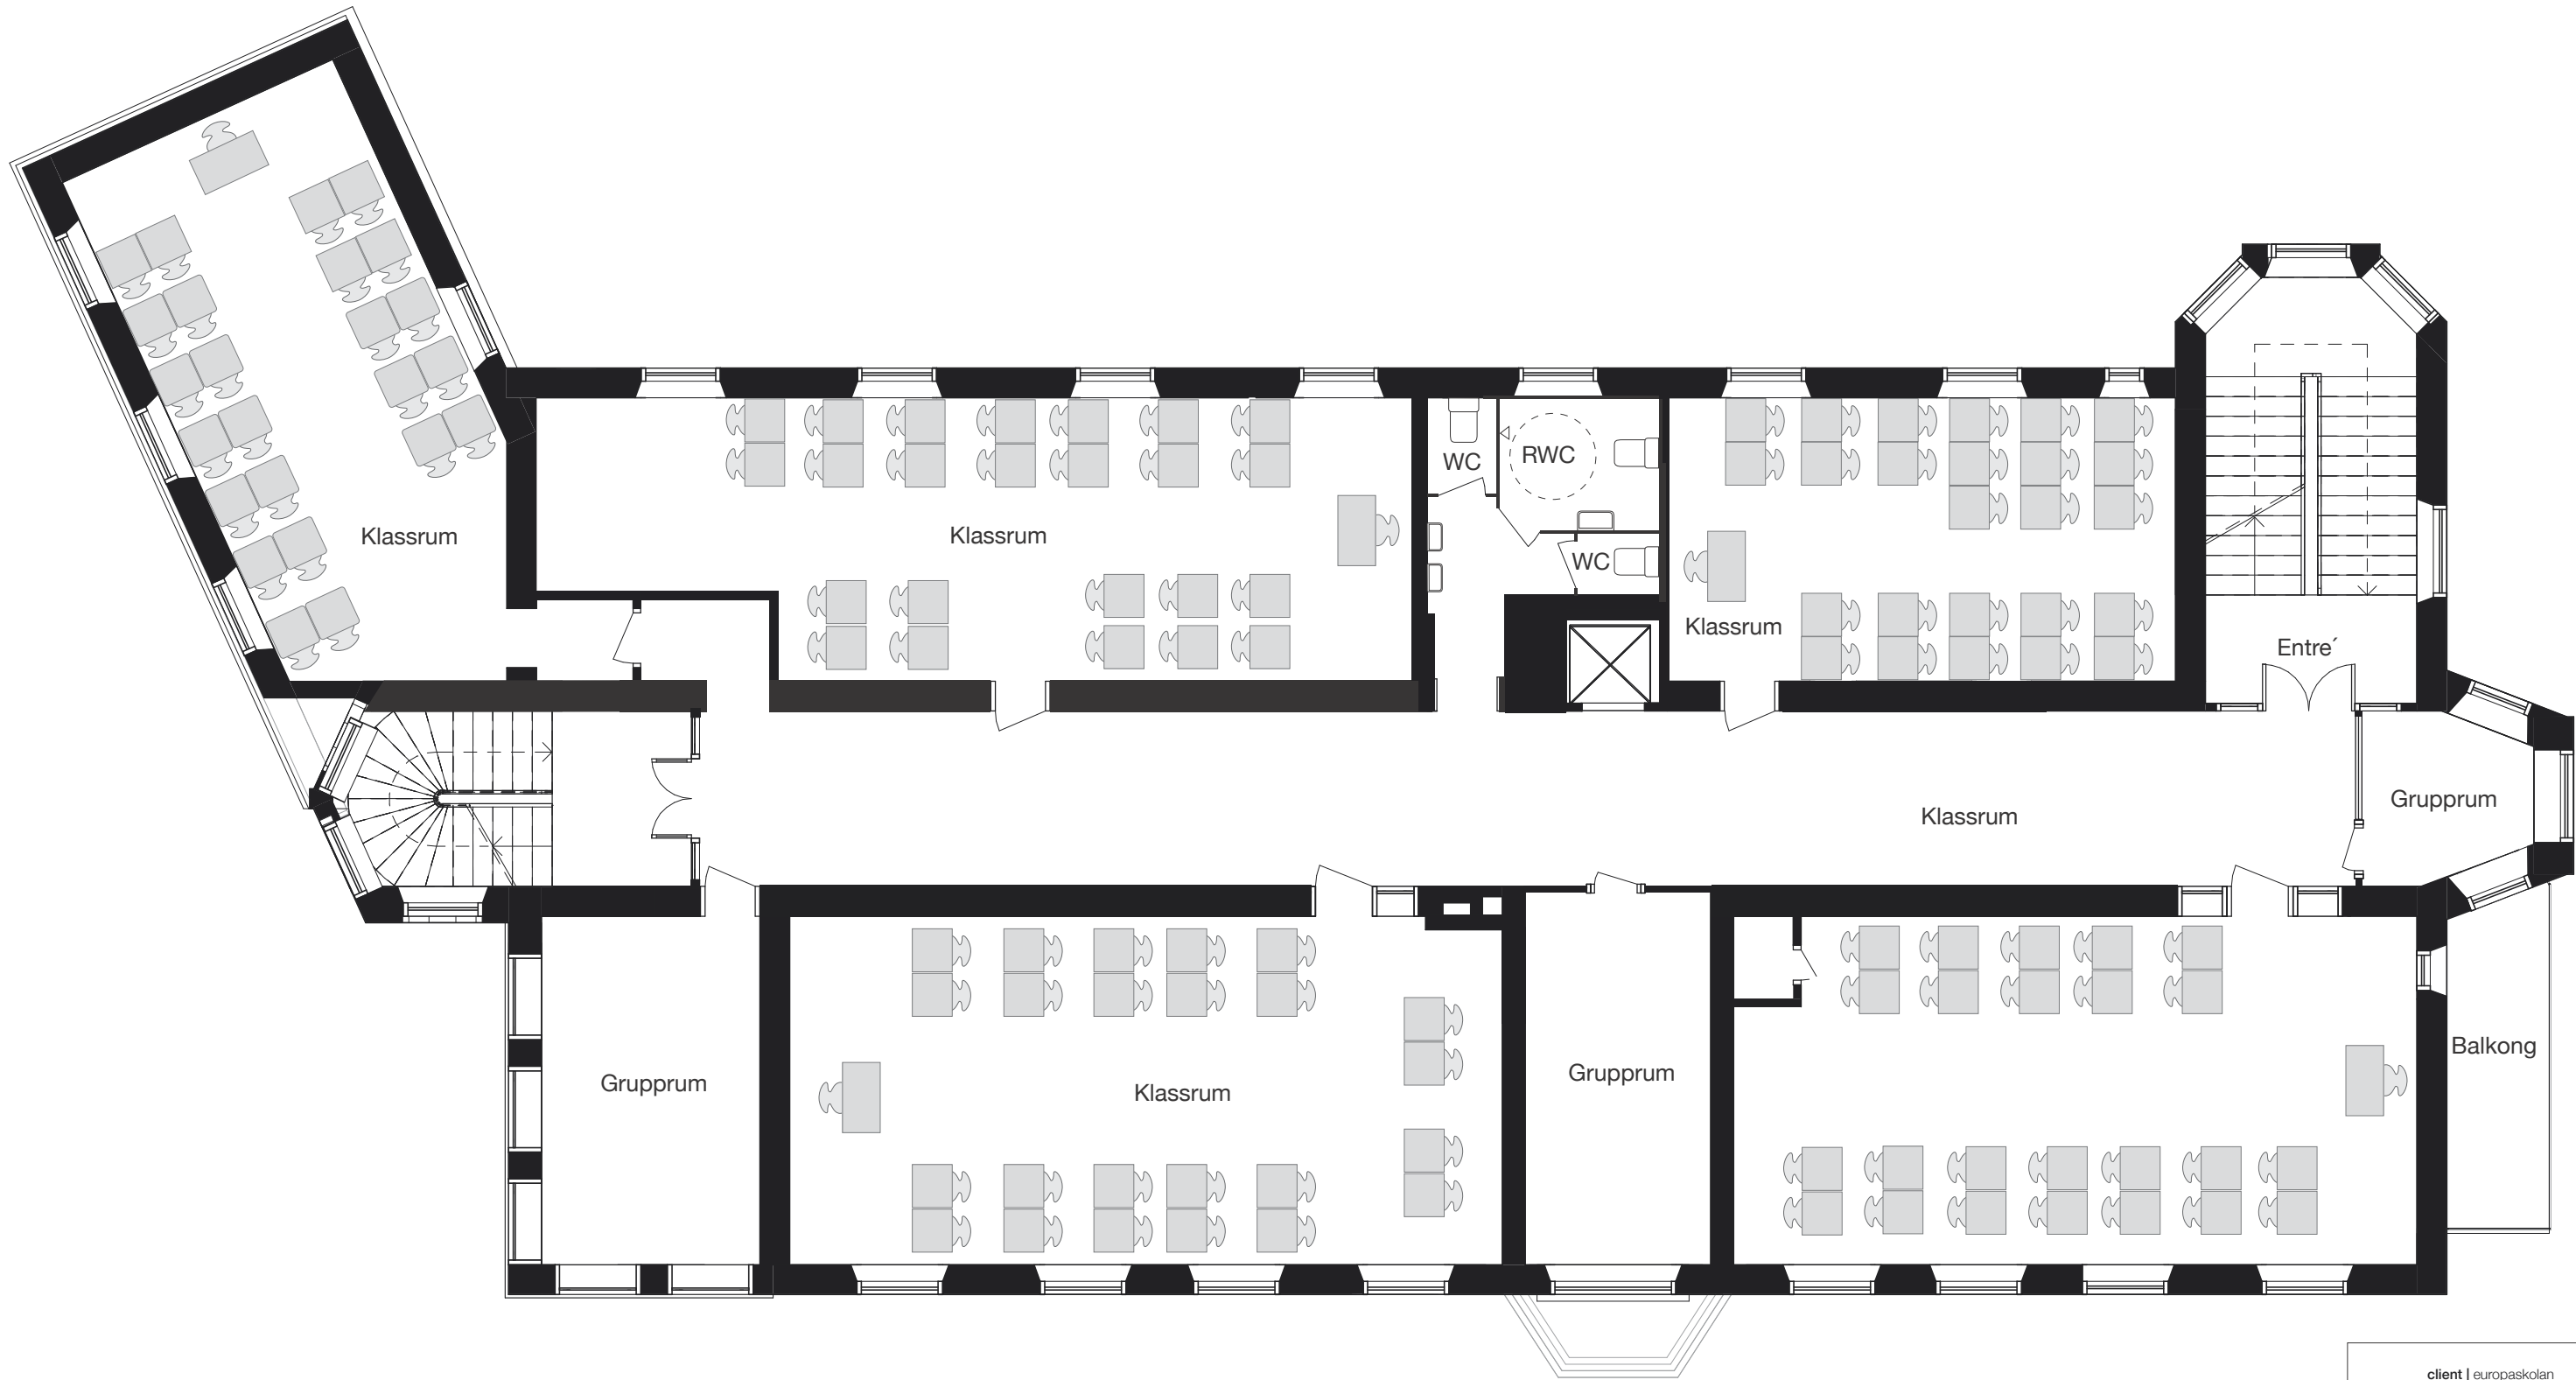 WC
RWC
Klassrum
Klassrum
WC
Klassrum
Entre´
Grupprum
Klassrum
Balkong
Grupprum
Grupprum
Klassrum
client | europaskolan